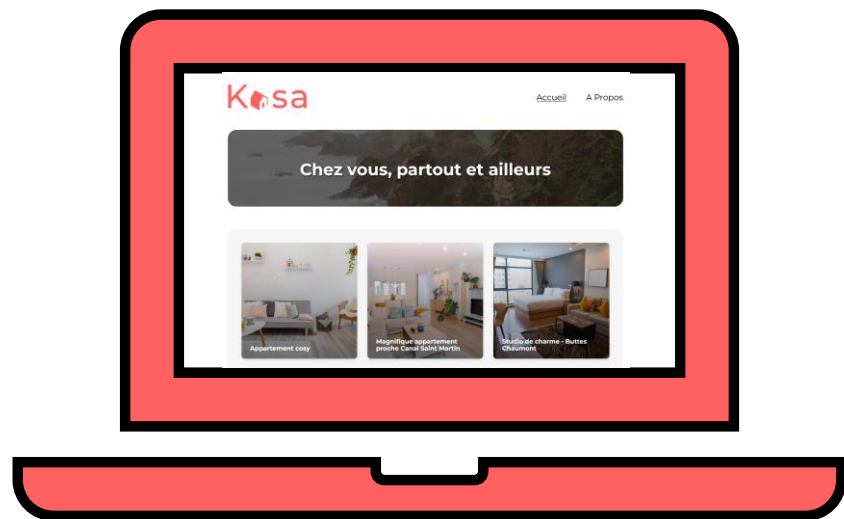 Kasa
Accueil
A Propos
Chez vous, partout et ailleurs
Appartement cosy
Magnifique appartement
proche Canal Saint Martin
Studio de charme - Buttes
Chaumont